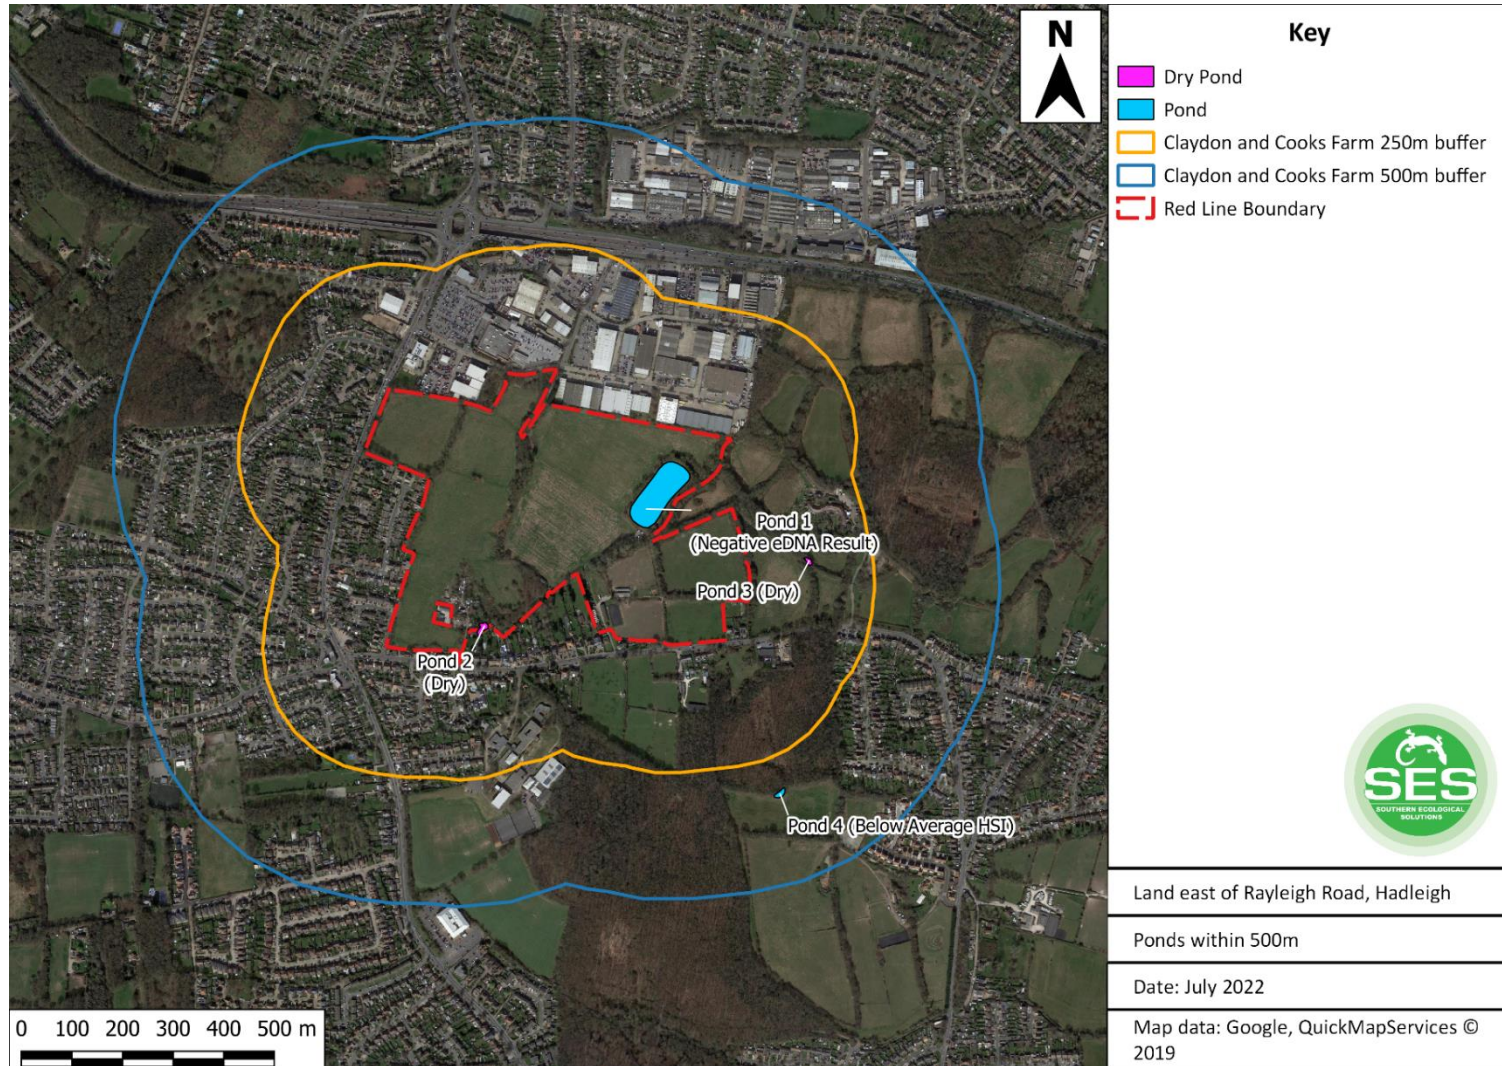 N
Key
Dry Pond
Pond
Claydon and Cooks Farm 250m buffer
Claydon and Cooks Farm 500m buffer
Red Line Boundary
Pond 1
(Negative eDNA Result)
Pond 3 (Dry)
Pond 2
(Dry)
Pond 4 (Below Average HSI)
SES
SOUTHERN ECOLOGICAL
SOLUTIONS
Land east of Rayleigh Road, Hadleigh
Ponds within 500m
Date: July 2022
Map data: Google, QuickMapServices ©
2019
0 100 200 300 400 500 m